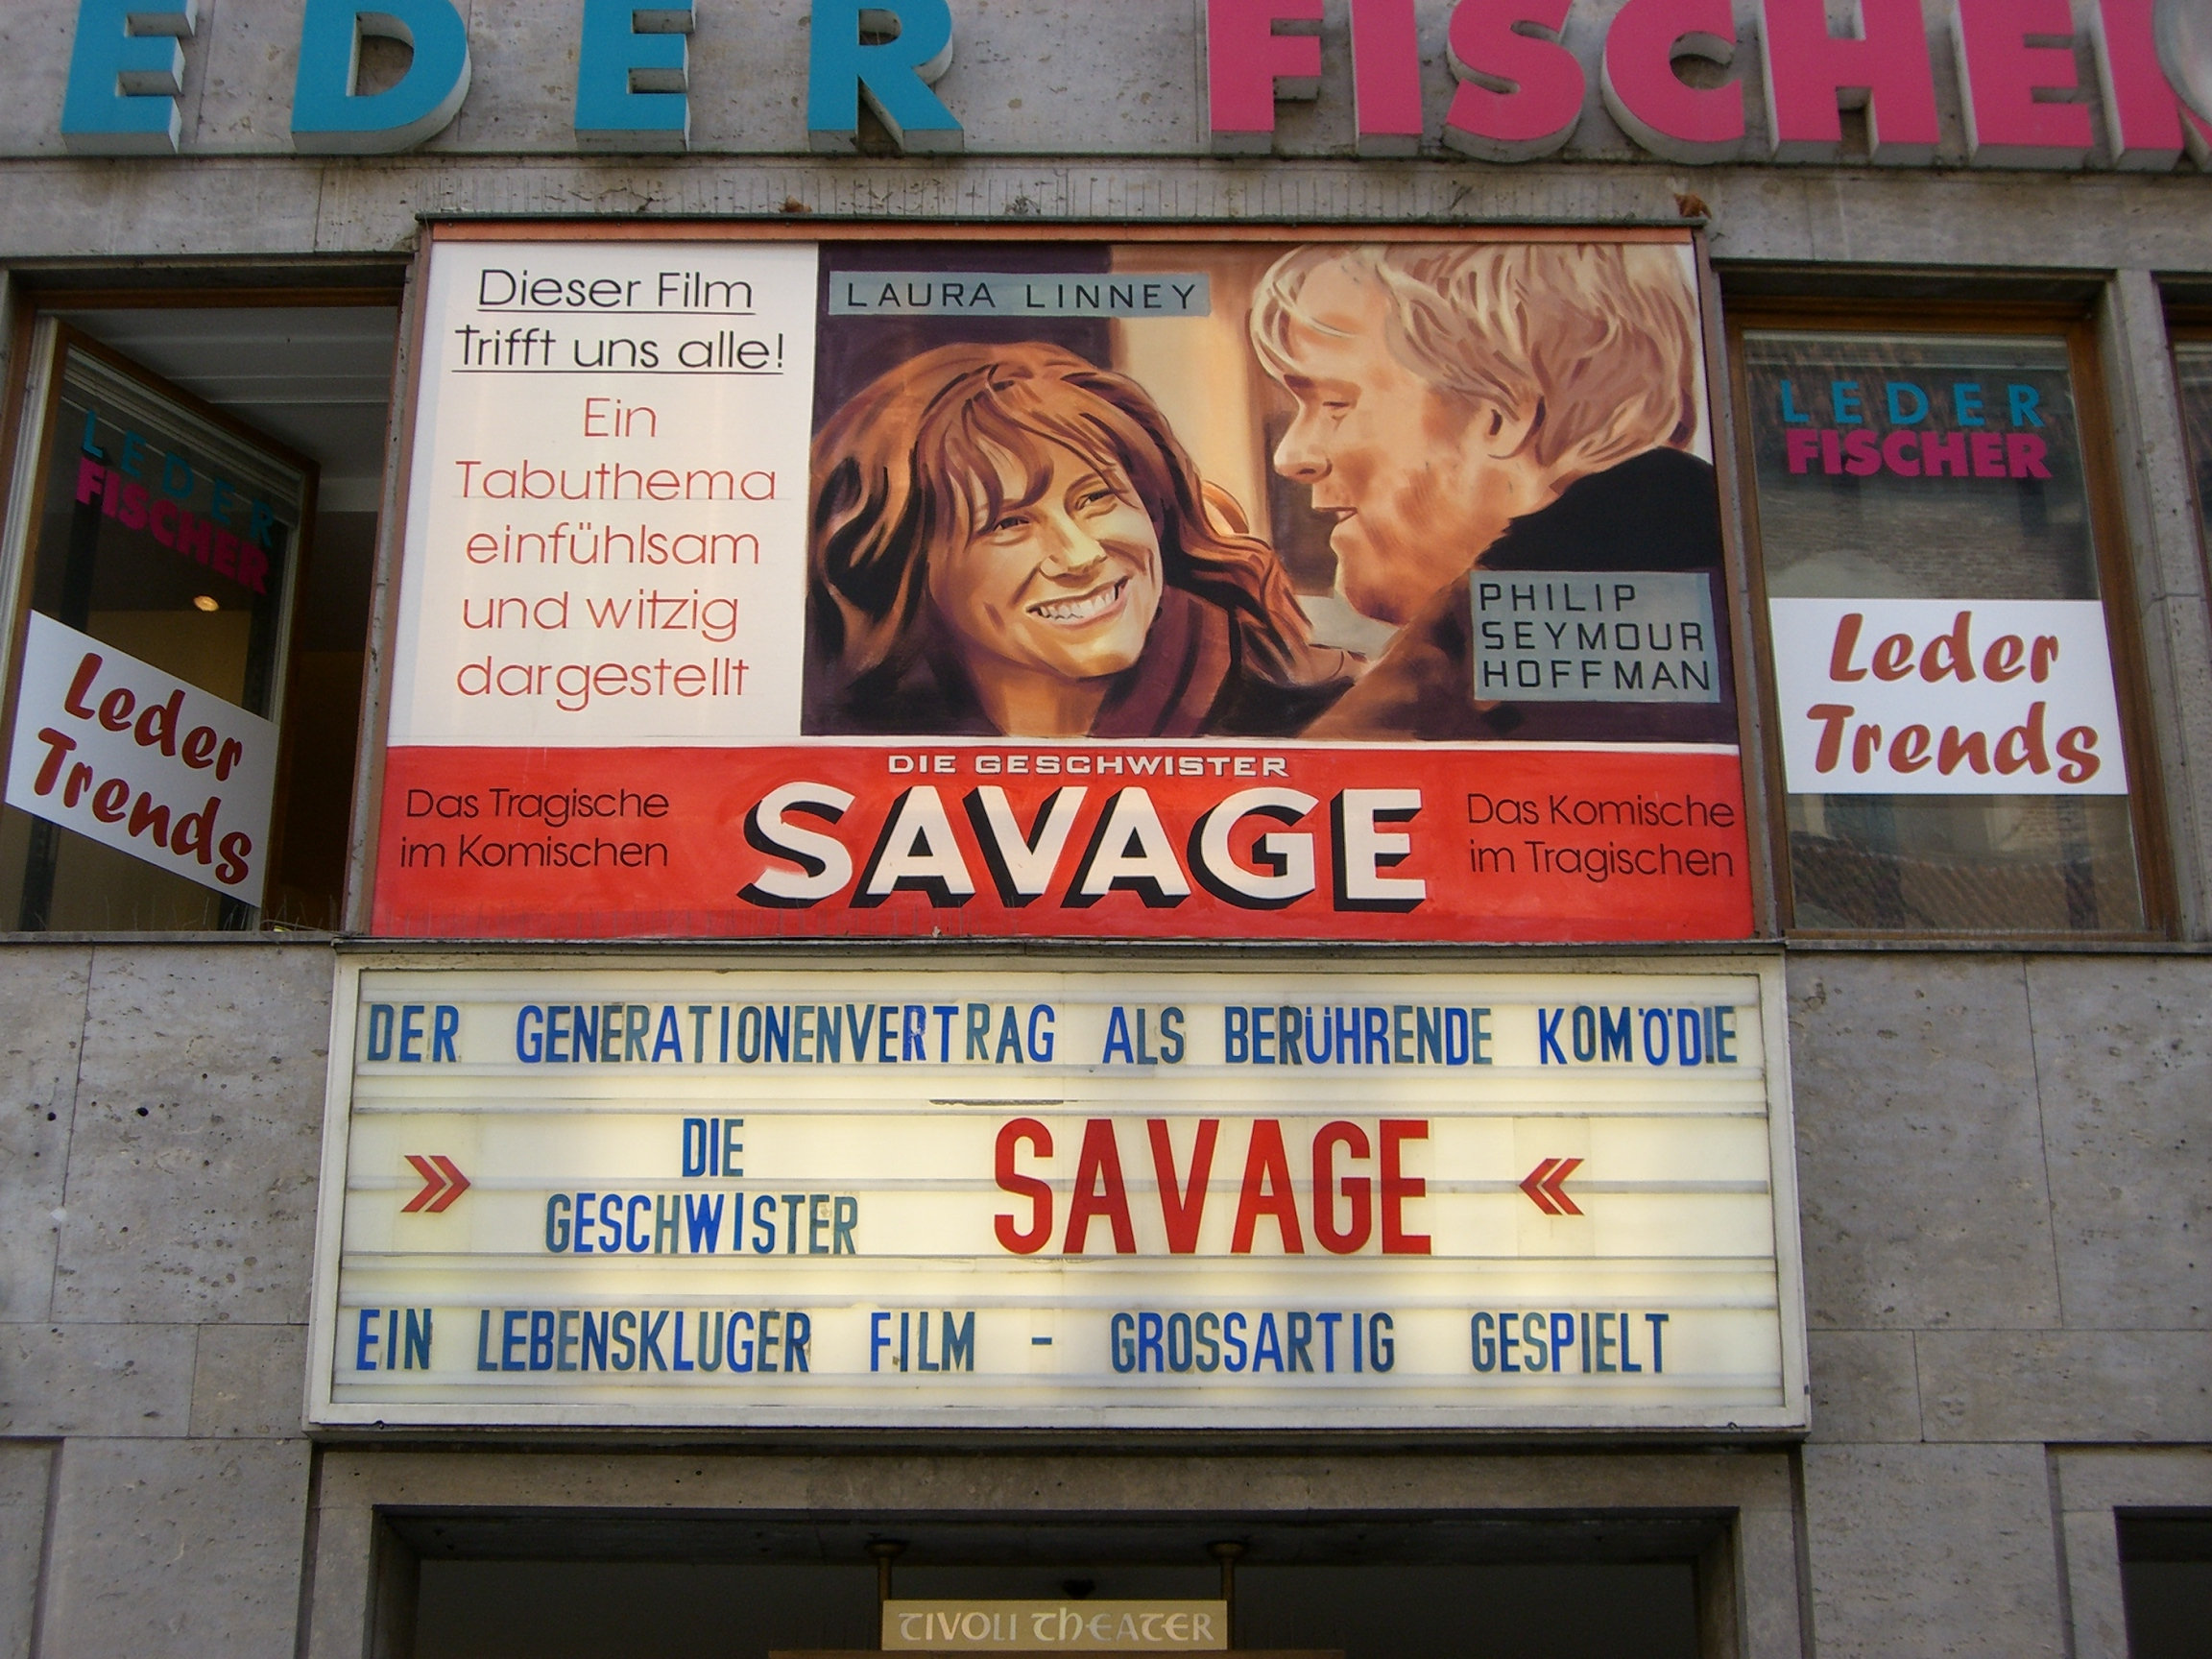 EDER FISCHER
Dieser Film
Trifft uns alle!
Ein
Tabuthema
einfühlsam
und witzig
dargestellt
LAURA LINNEY
PHILIP
SEYMOUR
HOFFMAN
DIE GESCHWISTER
SAVAGE
Das Tragische
im Komischen
Das Komische
im Tragischen
LEDER
FISCHER
Leder
Trends
LEDER
FISCHER
Leder
Trends
DER GENERATIONENVERTRAG ALS BERÜHRENDE KOMÖDIE
» DIE GESCHWISTER SAVAGE «
EIN LEBENSKLUGER FILM - GROSSARTIG GESPIELT
TIVOLI THEATER